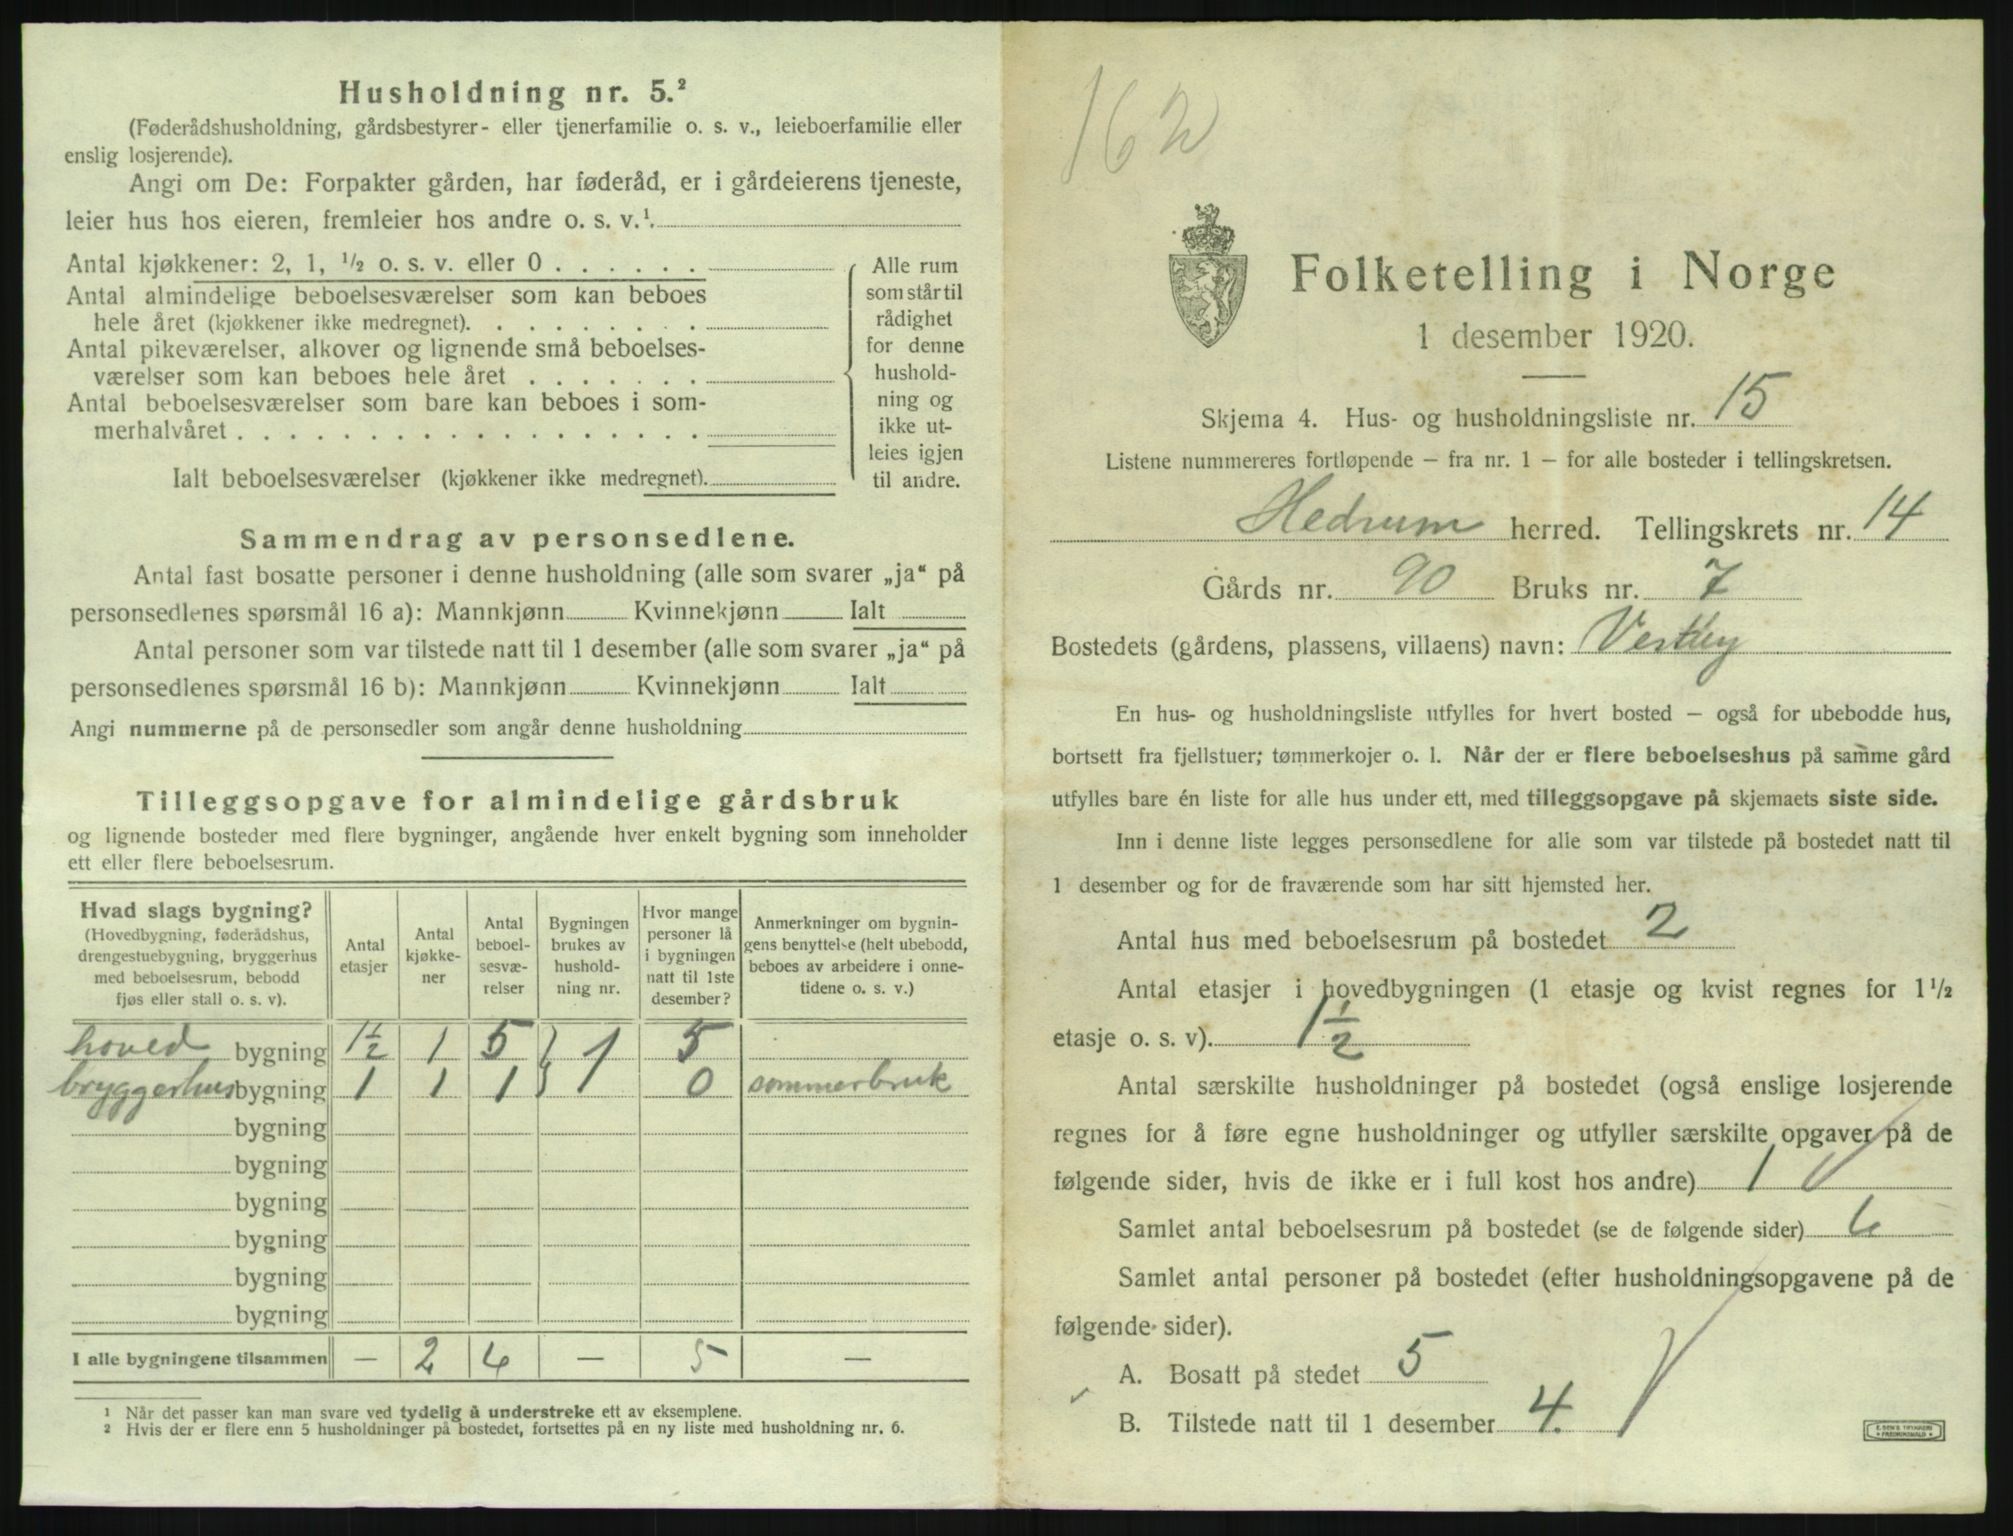 Husholdning nr. 5.²
(Føderådshusholdning, gårdsbestyrer- eller tjenerfamilie o. s. v., leieboerfamilie eller
enslig losjerende).
Angi om De: Forpakter gården, har føderåd, er i gårdeierens tjeneste,
leier hus hos eieren, fremleier hos andre o. s. v.¹.
Antal kjøkkener: 2, 1, ½ o. s. v. eller 0 . . . . . .
Antal almindelige beboelsesværelser som kan beboes
hele året (kjøkkener ikke medregnet). . . . . . . . .
Antal pikeværelser, alkover og lignende små beboelses-
værelser som kan beboes hele året . . . . . . .
Antal beboelsesværelser som bare kan beboes i som-
merhalvåret . . . . . . . . . . . . . . . . . .
Ialt beboelsesværelser (kjøkkener ikke medregnet).
Alle rum
som står til
rådighet
for denne
hushold-
ning og
ikke ut-
leies igjen
til andre.
Sammendrag av personsedlene.
Antal fast bosatte personer i denne husholdning (alle som svarer „ja“ på
personsedlenes spørsmål 16 a): Mannkjønn Kvinnekjønn Ialt
Antal personer som var tilstede natt til 1 desember (alle som svarer „ja“ på
personsedlenes spørsmål 16 b): Mannkjønn Kvinnekjønn Ialt
Angi nummerne på de personsedler som angår denne husholdning
Tilleggsopgave for almindelige gårdsbruk
og lignende bosteder med flere bygninger, angående hver enkelt bygning som inneholder
ett eller flere beboelsesrum.
Hvad slags bygning?
(Hovedbygning, føderådshus,
drengestuebygning, bryggerhus
med beboelsesrum, bebodd
fjøs eller stall o. s. v).
Antal
etasjer
Antal
kjøkke-
ner
Antal
beboel-
sesvæ-
relser
Bygningen
brukes av
hushold-
ning nr.
Hvor mange
personer lå
i bygningen
natt til 1ste
desember?
Anmerkninger om bygnin-
gens benyttelse (helt ubebodd,
beboes av arbeidere i onne-
tidene o. s. v.)
hoved bygning 1½ 1 5 } 1 5
bryggerhus bygning 1 1 1 } 0 sommerbruk
bygning
bygning
bygning
bygning
bygning
bygning
I alle bygningene tilsammen — 2 6 — 5 —
¹ Når det passer kan man svare ved tydelig å understreke ett av eksemplene.
² Hvis der er flere enn 5 husholdninger på bostedet, fortsettes på en ny liste med husholdning nr. 6.
162
Folketelling i Norge
1 desember 1920.
Skjema 4. Hus- og husholdningsliste nr. 15
Listene nummereres fortløpende – fra nr. 1 – for alle bosteder i tellingskretsen.
Hedrum herred. Tellingskrets nr. 14
Gårds nr. 90 Bruks nr. 7
Bostedets (gårdens, plassens, villaens) navn: Vestby
En hus- og husholdningsliste utfylles for hvert bosted – også for ubebodde hus,
bortsett fra fjellstuer; tømmerkojer o. l. Når der er flere beboelseshus på samme gård
utfylles bare én liste for alle hus under ett, med tilleggsopgave på skjemaets siste side.
Inn i denne liste legges personsedlene for alle som var tilstede på bostedet natt til
1 desember og for de fraværende som har sitt hjemsted her.
Antal hus med beboelsesrum på bostedet 2
Antal etasjer i hovedbygningen (1 etasje og kvist regnes for 1½
etasje o. s. v). 1½
Antal særskilte husholdninger på bostedet (også enslige losjerende
regnes for å føre egne husholdninger og utfyller særskilte opgaver på de
følgende sider, hvis de ikke er i full kost hos andre) 1
Samlet antal beboelsesrum på bostedet (se de følgende sider) 6
Samlet antal personer på bostedet (efter husholdningsopgavene på de
følgende sider).
A. Bosatt på stedet 5
B. Tilstede natt til 1 desember 4.